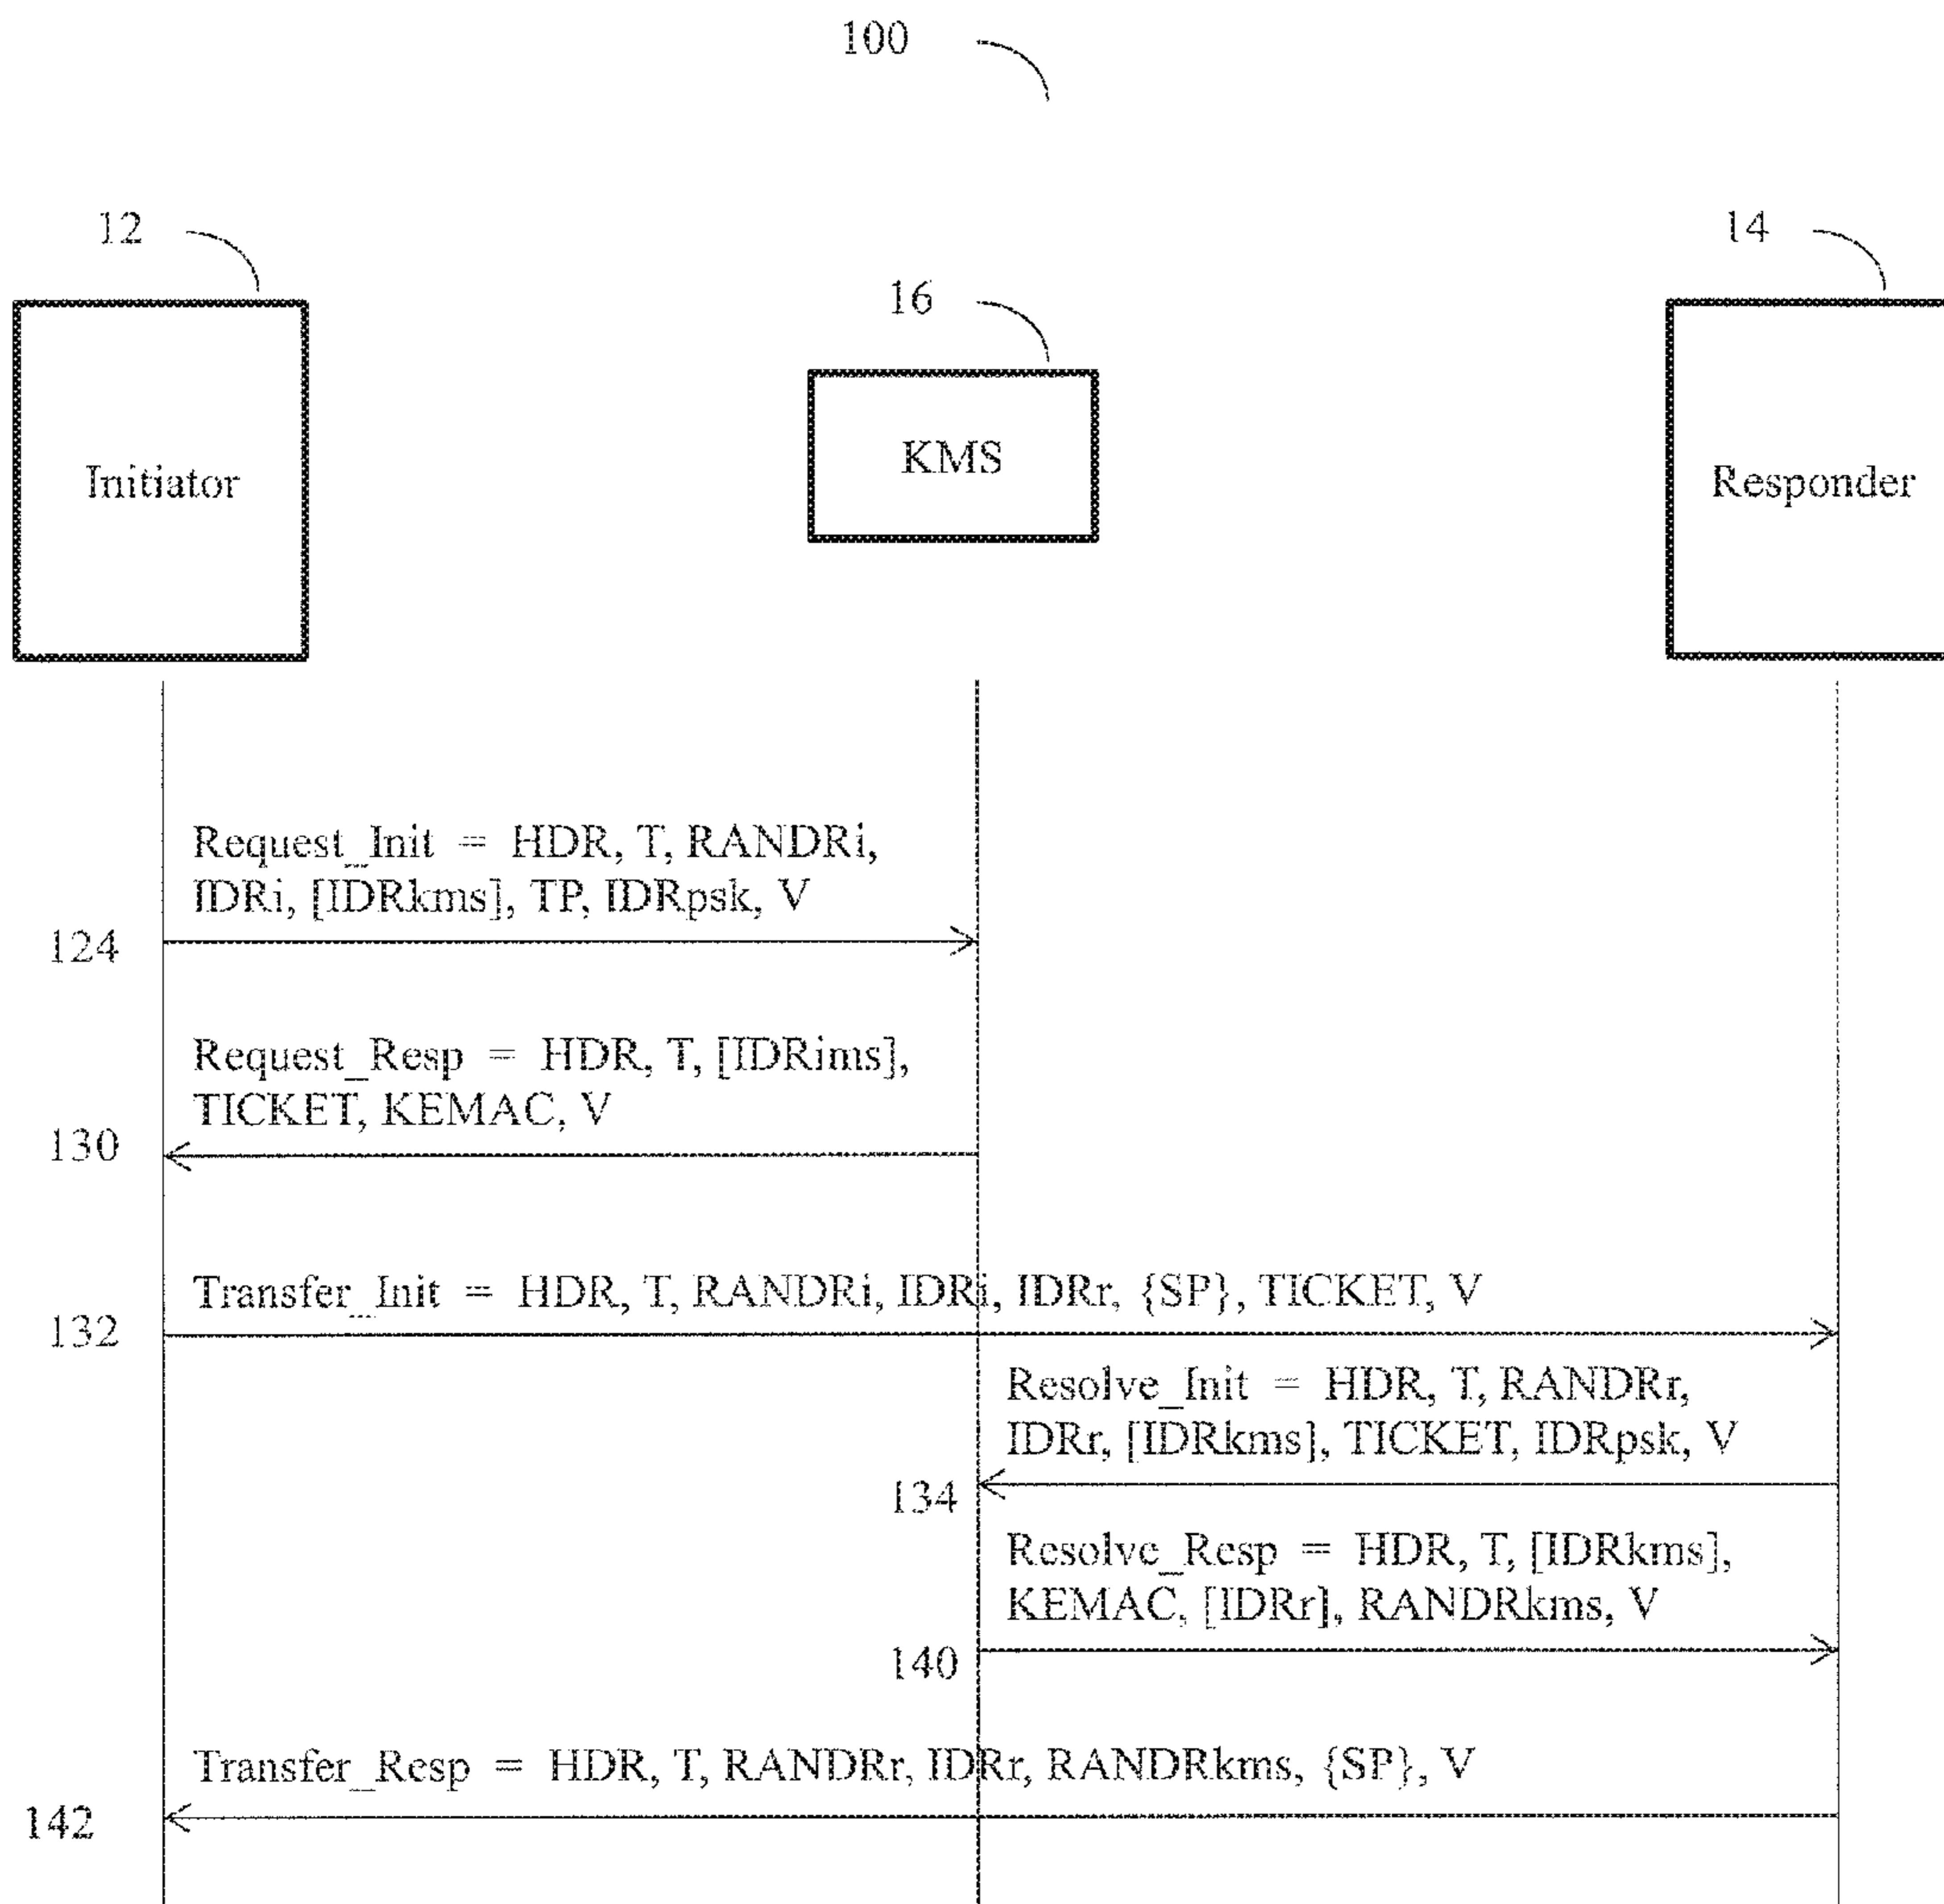 100
12
14
16
Initiator
KMS
Responder
Request_Init = HDR, T, RANDRi,
IDRi, [IDRkms], TP, IDRpsk, V
124
Request_Resp = HDR, T, [IDRims],
TICKET, KEMAC, V
130
Transfer_Init = HDR, T, RANDRi, IDRi, IDRr, {SP}, TICKET, V
132
Resolve_Init = HDR, T, RANDRr,
IDRr, [IDRkms], TICKET, IDRpsk, V
134
Resolve_Resp = HDR, T, [IDRkms],
KEMAC, [IDRr], RANDRkms, V
140
Transfer_Resp = HDR, T, RANDRr, IDRr, RANDRkms, {SP}, V
142